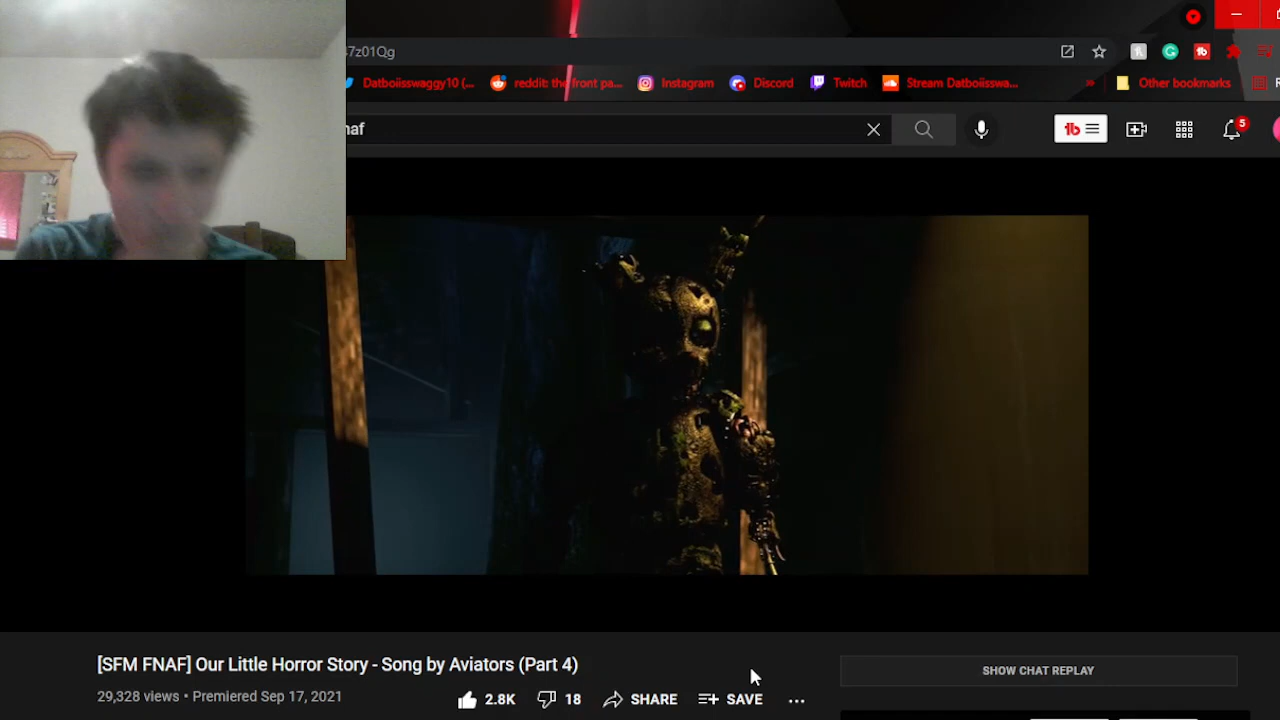 z01Qg
Datboiisswagy10 (... reddit: the front pa... Instagram Discord Twitch Stream Datboiisswa... » Other bookmarks R
naf
5
[SFM FNAF] Our Little Horror Story - Song by Aviators (Part 4)
29,328 views • Premiered Sep 17, 2021
2.8K 18 SHARE SAVE ...
SHOW CHAT REPLAY